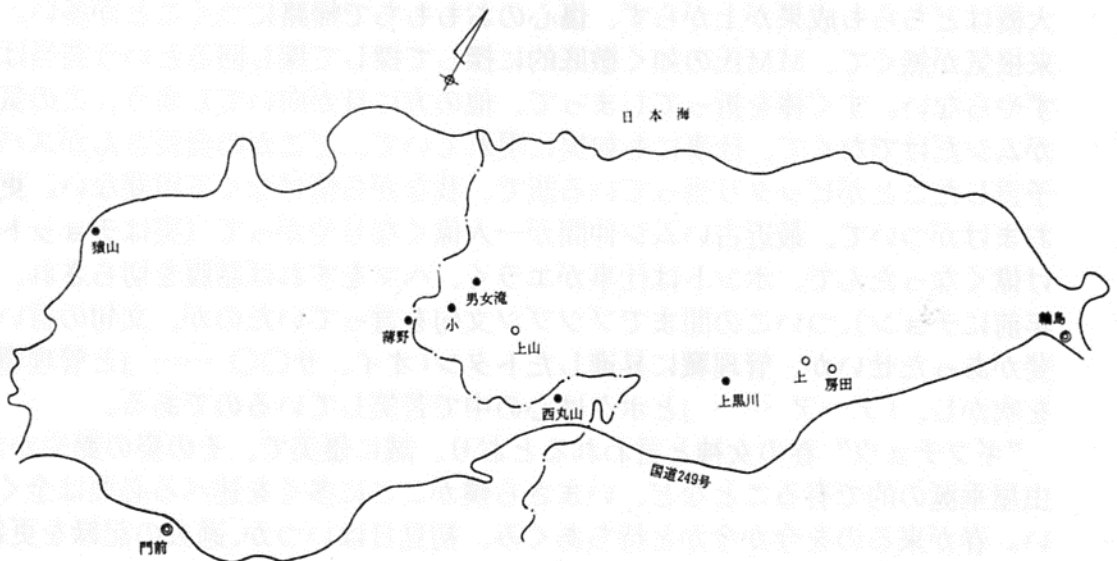 日本海
猿山
男女滝
小
薄野
上山
輪島
上
房田
上黒川
西丸山
国道249号
門前